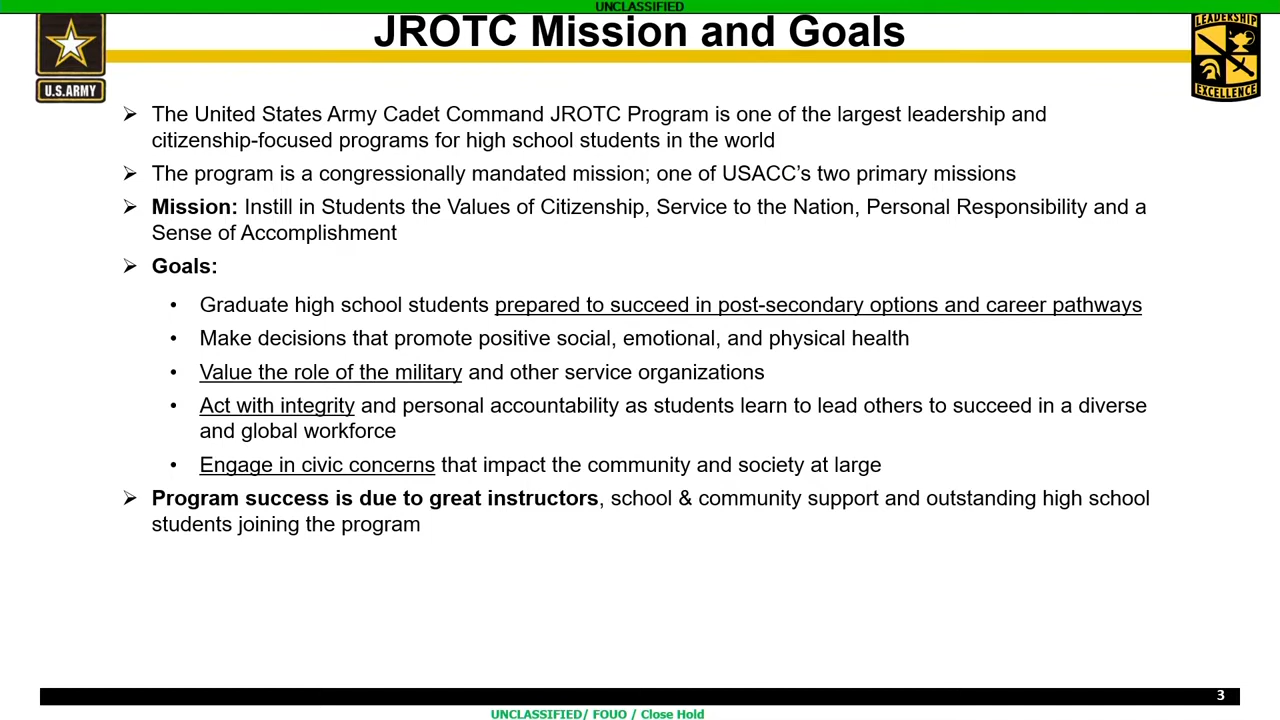 UNCLASSIFIED
JROTC Mission and Goals
U.S.ARMY
LEADERSHIP
EXCELLENCE
➢ The United States Army Cadet Command JROTC Program is one of the largest leadership and
citizenship-focused programs for high school students in the world
➢ The program is a congressionally mandated mission; one of USACC’s two primary missions
➢ Mission: Instill in Students the Values of Citizenship, Service to the Nation, Personal Responsibility and a
Sense of Accomplishment
➢ Goals:
• Graduate high school students prepared to succeed in post-secondary options and career pathways
• Make decisions that promote positive social, emotional, and physical health
• Value the role of the military and other service organizations
• Act with integrity and personal accountability as students learn to lead others to succeed in a diverse
and global workforce
• Engage in civic concerns that impact the community and society at large
➢ Program success is due to great instructors, school & community support and outstanding high school
students joining the program
3
UNCLASSIFIED/ FOUO / Close Hold